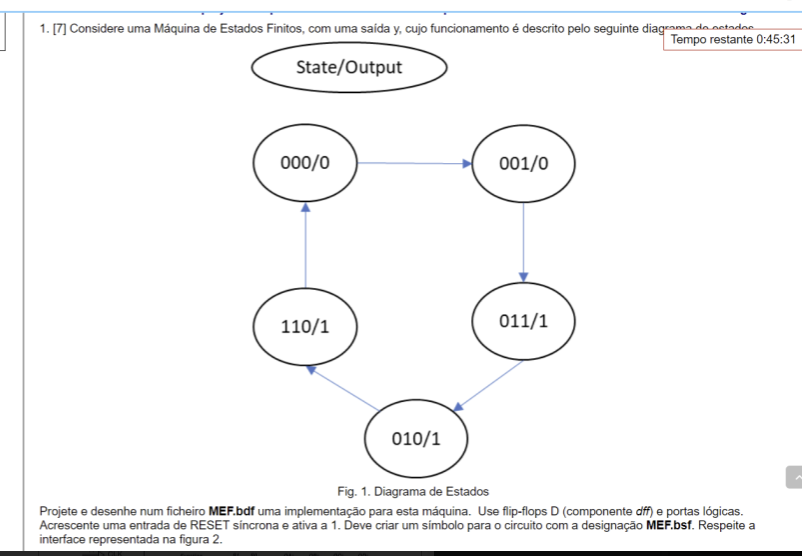 1. [7] Considere uma Máquina de Estados Finitos, com uma saída y, cujo funcionamento é descrito pelo seguinte diagrama de estados
Tempo restante 0:45:31
State/Output
000/0
001/0
110/1
011/1
010/1
Fig. 1. Diagrama de Estados
Projete e desenhe num ficheiro MEF.bdf uma implementação para esta máquina. Use flip-flops D (componente dff) e portas lógicas.
Acrescente uma entrada de RESET síncrona e ativa a 1. Deve criar um símbolo para o circuito com a designação MEF.bsf. Respeite a
interface representada na figura 2.